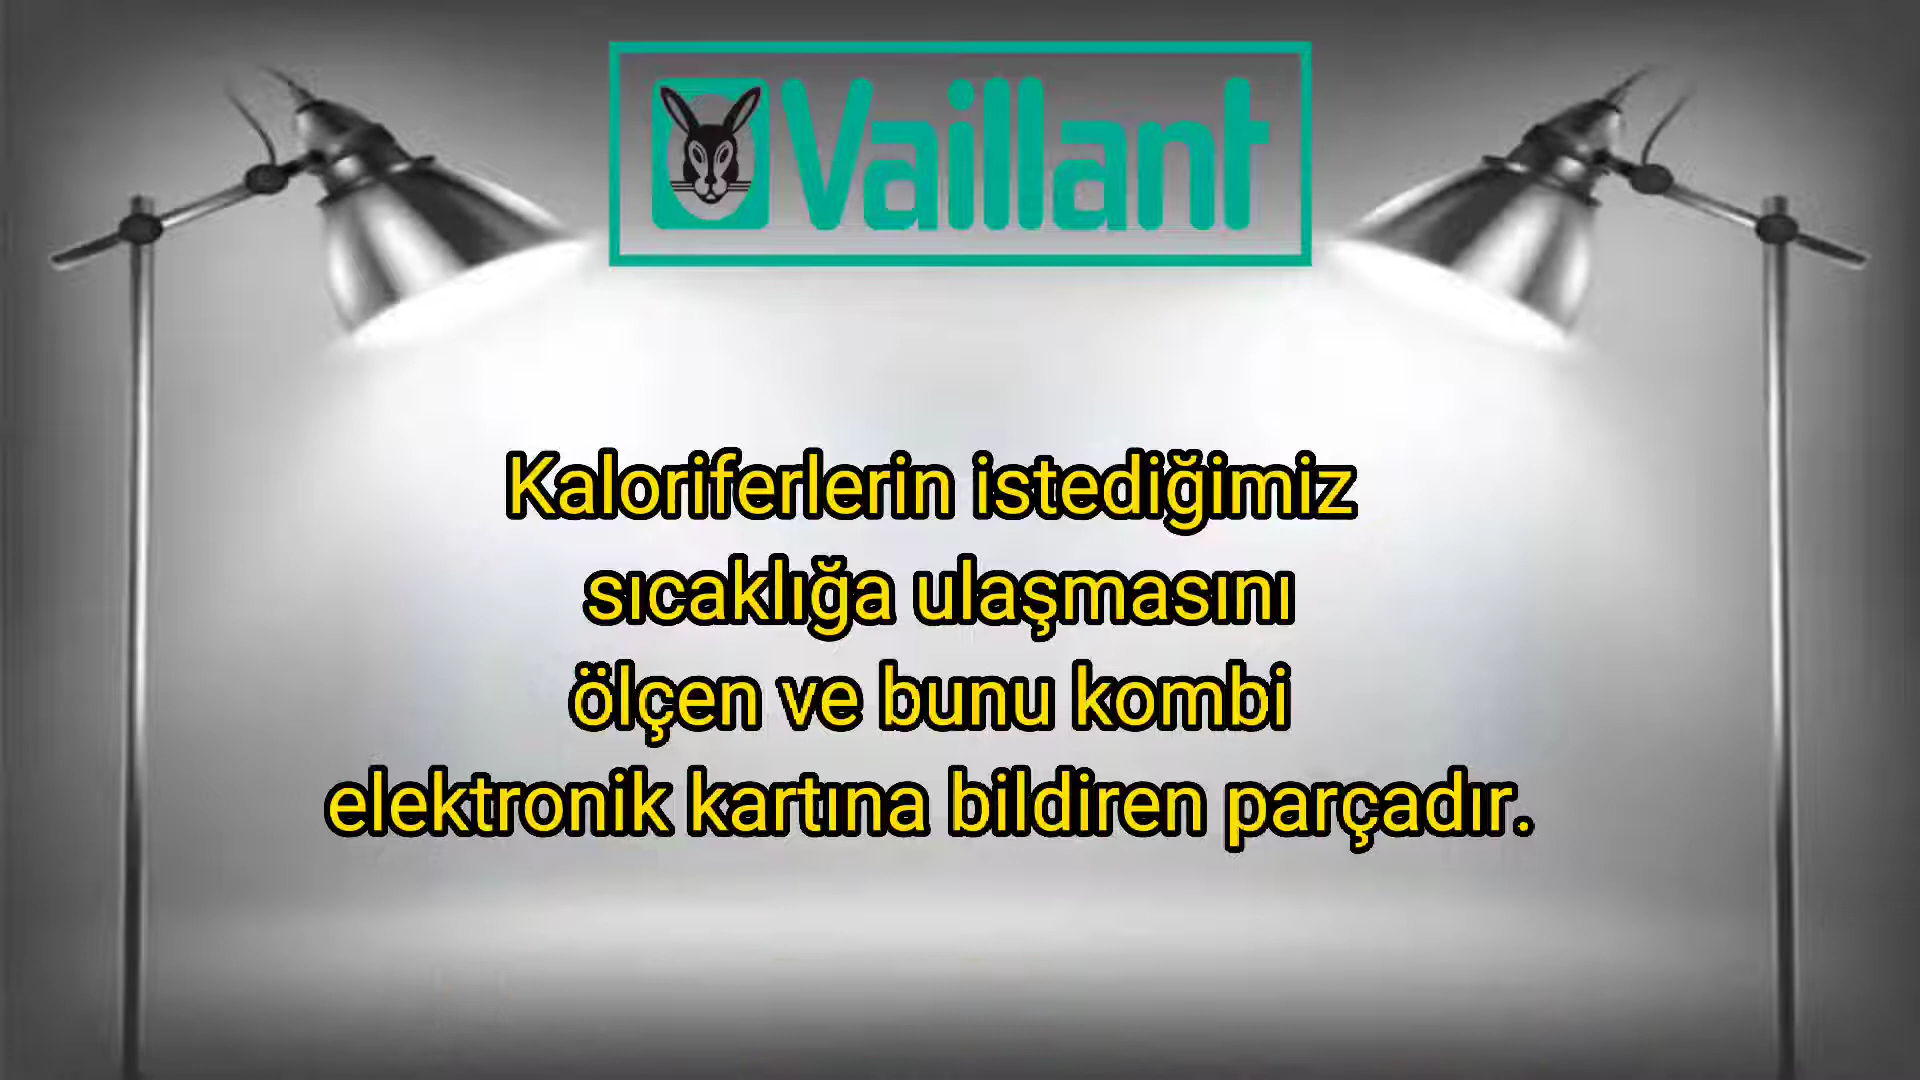 Vaillant
Kaloriferlerin istediğimiz
sıcaklığa ulaşmasını
ölçen ve bunu kombi
elektronik kartına bildiren parçadır.